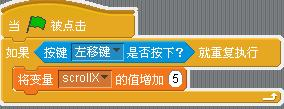 当 被点击
如果 按键 左移键 是否按下? 就重复执行
将变量 scrollX 的值增加 5